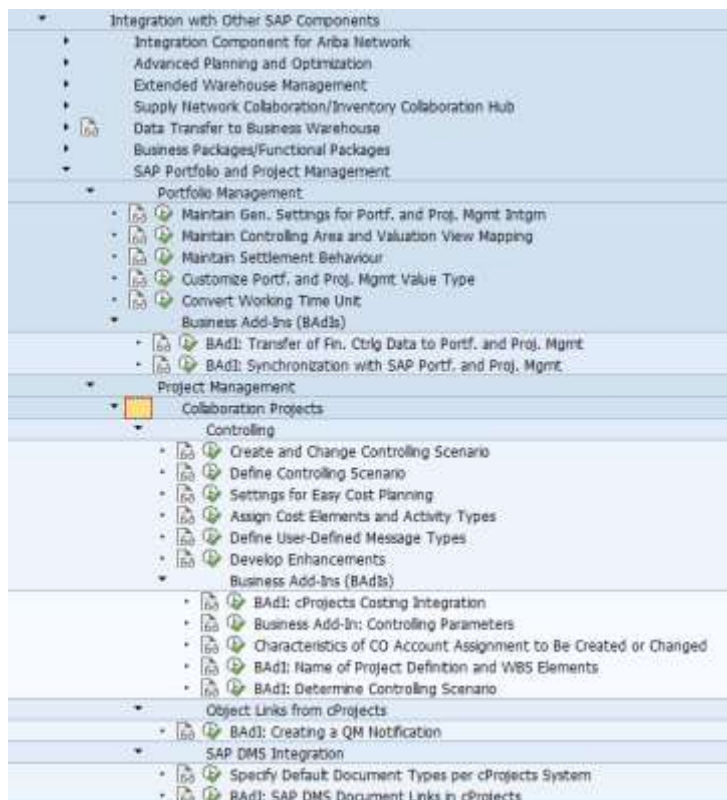 Integration with Other SAP Components
Integration Component for Ariba Network
Advanced Planning and Optimization
Extended Warehouse Management
Supply Network Collaboration/Inventory Collaboration Hub
Data Transfer to Business Warehouse
Business Packages/Functional Packages
SAP Portfolio and Project Management
Portfolio Management
Maintain Gen. Settings for Portf. and Proj. Mgmt Intgrn
Maintain Controlling Area and Valuation View Mapping
Maintain Settlement Behaviour
Customize Portf. and Proj. Mgmt Value Type
Convert Working Time Unit
Business Add-Ins (BAdIs)
BAdI: Transfer of Fin. Ctrlg Data to Portf. and Proj. Mgmt
BAdI: Synchronization with SAP Portf. and Proj. Mgmt
Project Management
Collaboration Projects
Controlling
Create and Change Controlling Scenario
Define Controlling Scenario
Settings for Easy Cost Planning
Assign Cost Elements and Activity Types
Define User-Defined Message Types
Develop Enhancements
Business Add-Ins (BAdIs)
BAdI: cProjects Costing Integration
Business Add-In: Controlling Parameters
Characteristics of CO Account Assignment to Be Created or Changed
BAdI: Name of Project Definition and WBS Elements
BAdI: Determine Controlling Scenario
Object Links from cProjects
BAdI: Creating a QM Notification
SAP DMS Integration
Specify Default Document Types per cProjects System
BAdI: SAP DMS Document Links in cProjects